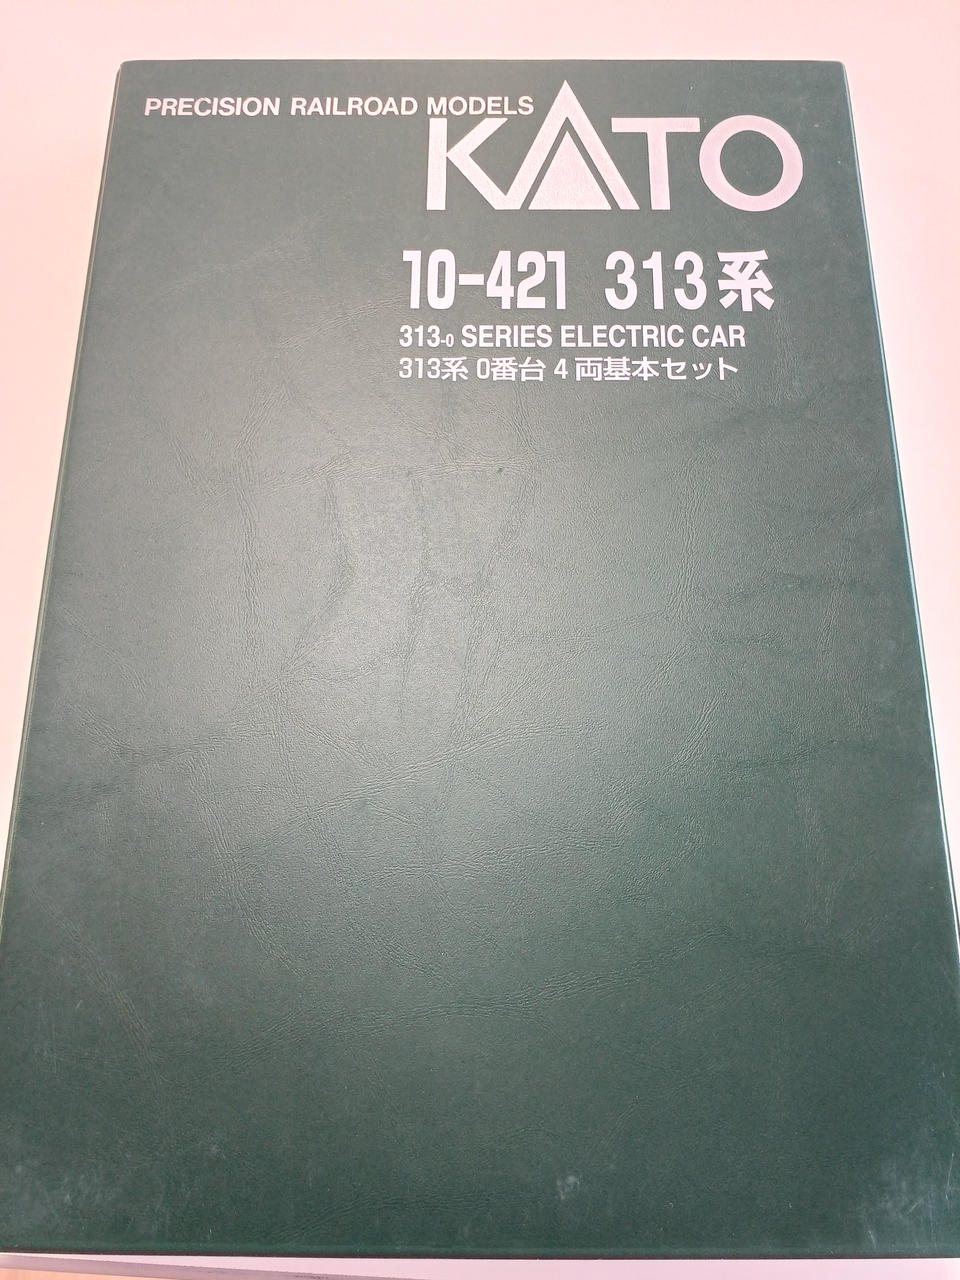 PRECISION RAILROAD MODELS
KATO
10-421 313系
313-0 SERIES ELECTRIC CAR
313系 0番台 4両基本セット